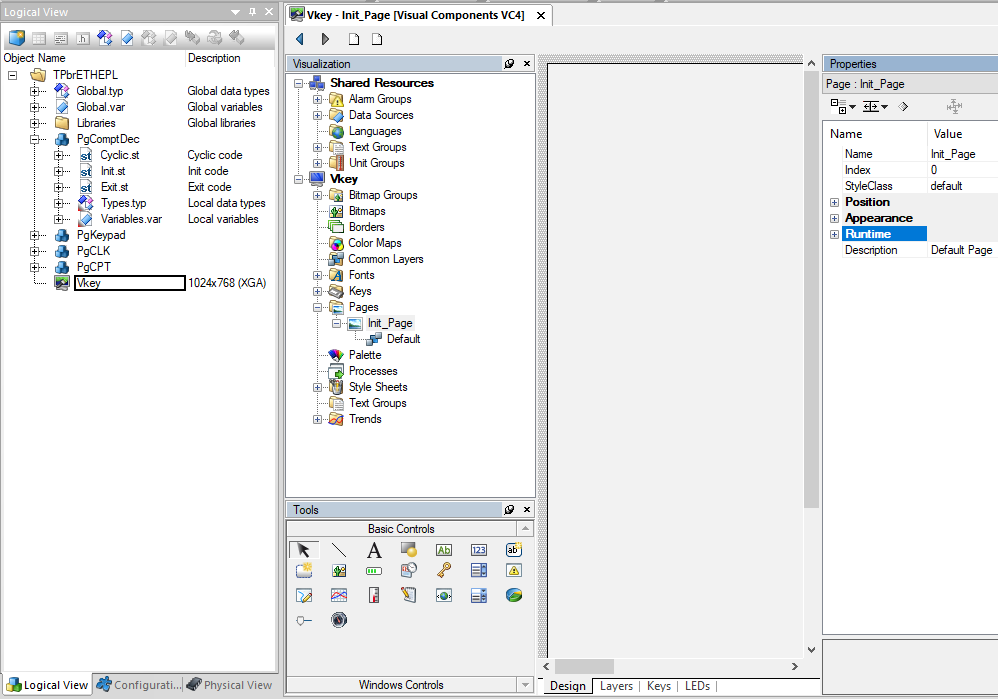 Logical View
Object Name Description
TPbrETHEPL
Global.typ Global data types
Global.var Global variables
Libraries Global libraries
PgComptDec
Cyclic.st Cyclic code
Init.st Init code
Exit.st Exit code
Types.typ Local data types
Variables.var Local variables
PgKeypad
PgCLK
PgCPT
Vkey 1024x768 (XGA)
Logical View Configurati... Physical View
Vkey - Init_Page [Visual Components VC4]
Visualization
Shared Resources
Alarm Groups
Data Sources
Languages
Text Groups
Unit Groups
Vkey
Bitmap Groups
Bitmaps
Borders
Color Maps
Common Layers
Fonts
Keys
Pages
Init_Page
Default
Palette
Processes
Style Sheets
Text Groups
Trends
Tools
Basic Controls
A Ab 123 ab
Windows Controls
Design Layers Keys LEDs
Properties
Page : Init_Page
Name Value
Name Init_Page
Index 0
StyleClass default
Position
Appearance
Runtime
Description Default Page